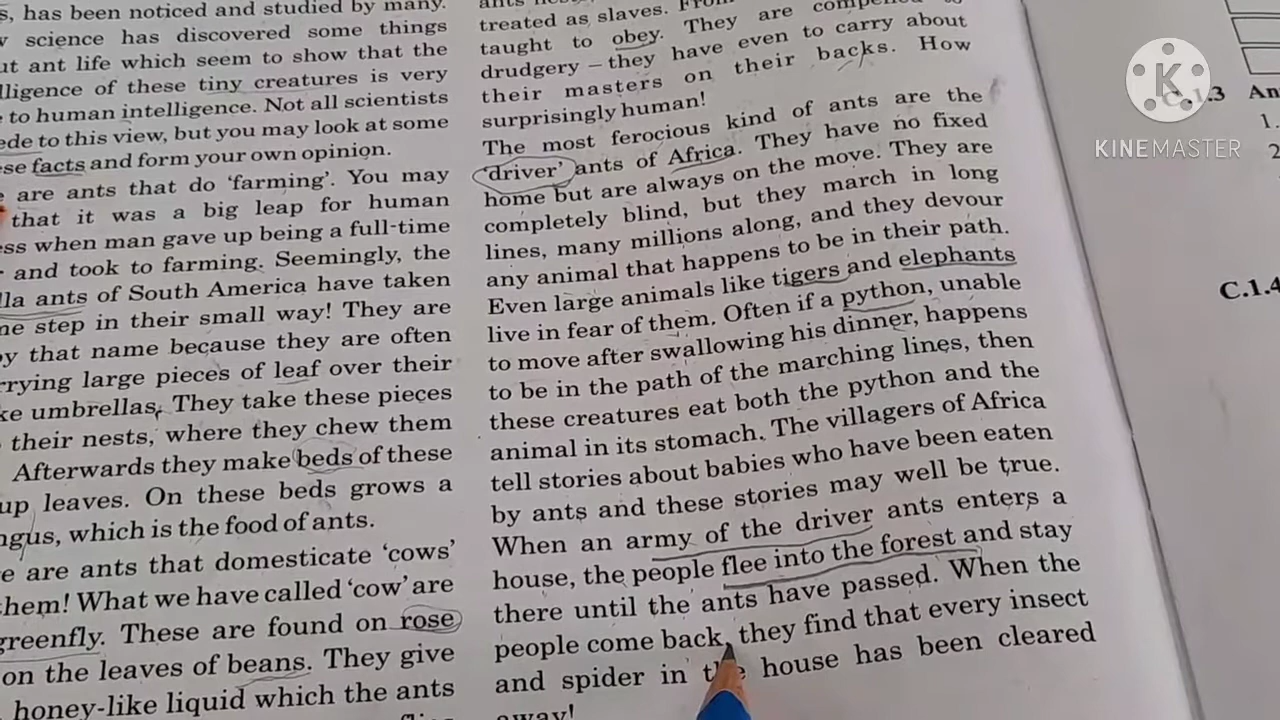 s, has been noticed and studied by many.
science has discovered some things
ut ant life which seem to show that the
lligence of these tiny creatures is very
to human intelligence. Not all scientists
ede to this view, but you may look at some
ese facts and form your own opinion.
are ants that do ‘farming’. You may
that it was a big leap for human
ess when man gave up being a full-time
and took to farming. Seemingly, the
lla ants of South America have taken
ne step in their small way! They are
by that name because they are often
rrying large pieces of leaf over their
ke umbrellas. They take these pieces
their nests, where they chew them
Afterwards they make beds of these
up leaves. On these beds grows a
ngus, which is the food of ants.
e are ants that domesticate ‘cows’
them! What we have called ‘cow’ are
greenfly. These are found on rose
on the leaves of beans. They give
honey-like liquid which the ants
treated as slaves. From
taught to obey. They are compelled to
drudgery – they have even to carry about
their masters on their backs. How
surprisingly human!
The most ferocious kind of ants are the
‘driver’ ants of Africa. They have no fixed
home but are always on the move. They are
completely blind, but they march in long
lines, many millions along, and they devour
any animal that happens to be in their path.
Even large animals like tigers and elephants
live in fear of them. Often if a python, unable
to move after swallowing his dinner, happens
to be in the path of the marching lines, then
these creatures eat both the python and the
animal in its stomach. The villagers of Africa
tell stories about babies who have been eaten
by ants and these stories may well be true.
When an army of the driver ants enters a
house, the people flee into the forest and stay
there until the ants have passed. When the
people come back, they find that every insect
and spider in the house has been cleared
away!
C.1.3 An
1.
2
C.1.4
K
KINEMASTER